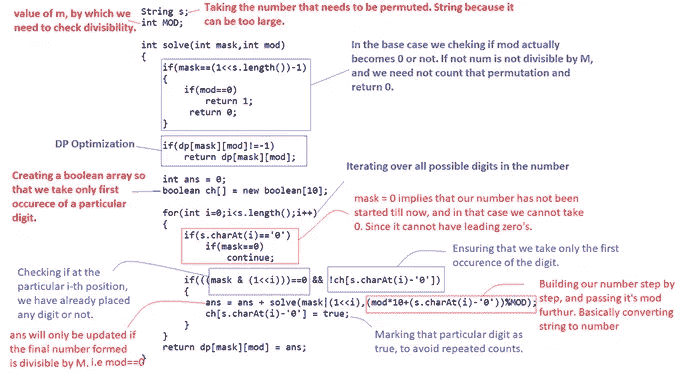 value of m, by which we
need to check divisibility.
String s;
int MOD;
Taking the number that needs to be permuted. String because it
can be too large.
int solve(int mask,int mod)
{
if(mask==(1<<s.length())-1)
{
if(mod==0)
return 1;
return 0;
}
In the base case we cheking if mod actually
becomes 0 or not. If not num is not divisible by M,
and we need not count that permutation and
return 0.
DP Optimization
if(dp[mask][mod]!=-1)
return dp[mask][mod];
Creating a boolean array so
that we take only first
occurece of a particular
digit.
int ans = 0;
boolean ch[] = new boolean[10];
Iterating over all possible digits in the number
for(int i=0;i<s.length();i++)
{
if(s.charAt(i)=='0')
if(mask==0)
continue;
mask = 0 implies that our number has not been
started till now, and in that case we cannot take
0. Since it cannot have leading zero's.
Ensuring that we take only the first
occurence of the digit.
Checking if at the
particular i-th position,
we have already placed
any digit or not.
if(((mask & (1<<i)))==0 && !ch[s.charAt(i)-'0'])
{
ans = ans + solve(mask|(1<<i),(mod*10+(s.charAt(i)-'0'))%MOD);
ch[s.charAt(i)-'0'] = true;
}
}
return dp[mask][mod] = ans;
}
Building our number step by
step, and passing it's mod
furthur. Basically converting
string to number
ans will only be updated if
the final number formed
is divisible by M. i.e mod==0
Marking that particular digit as
true, to avoid repeated counts.